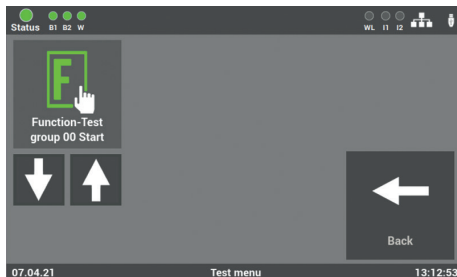 Status B1 B2 W
WL I1 I2
F
Function-Test
group 00 Start
Back
07.04.21 Test menu 13:12:53